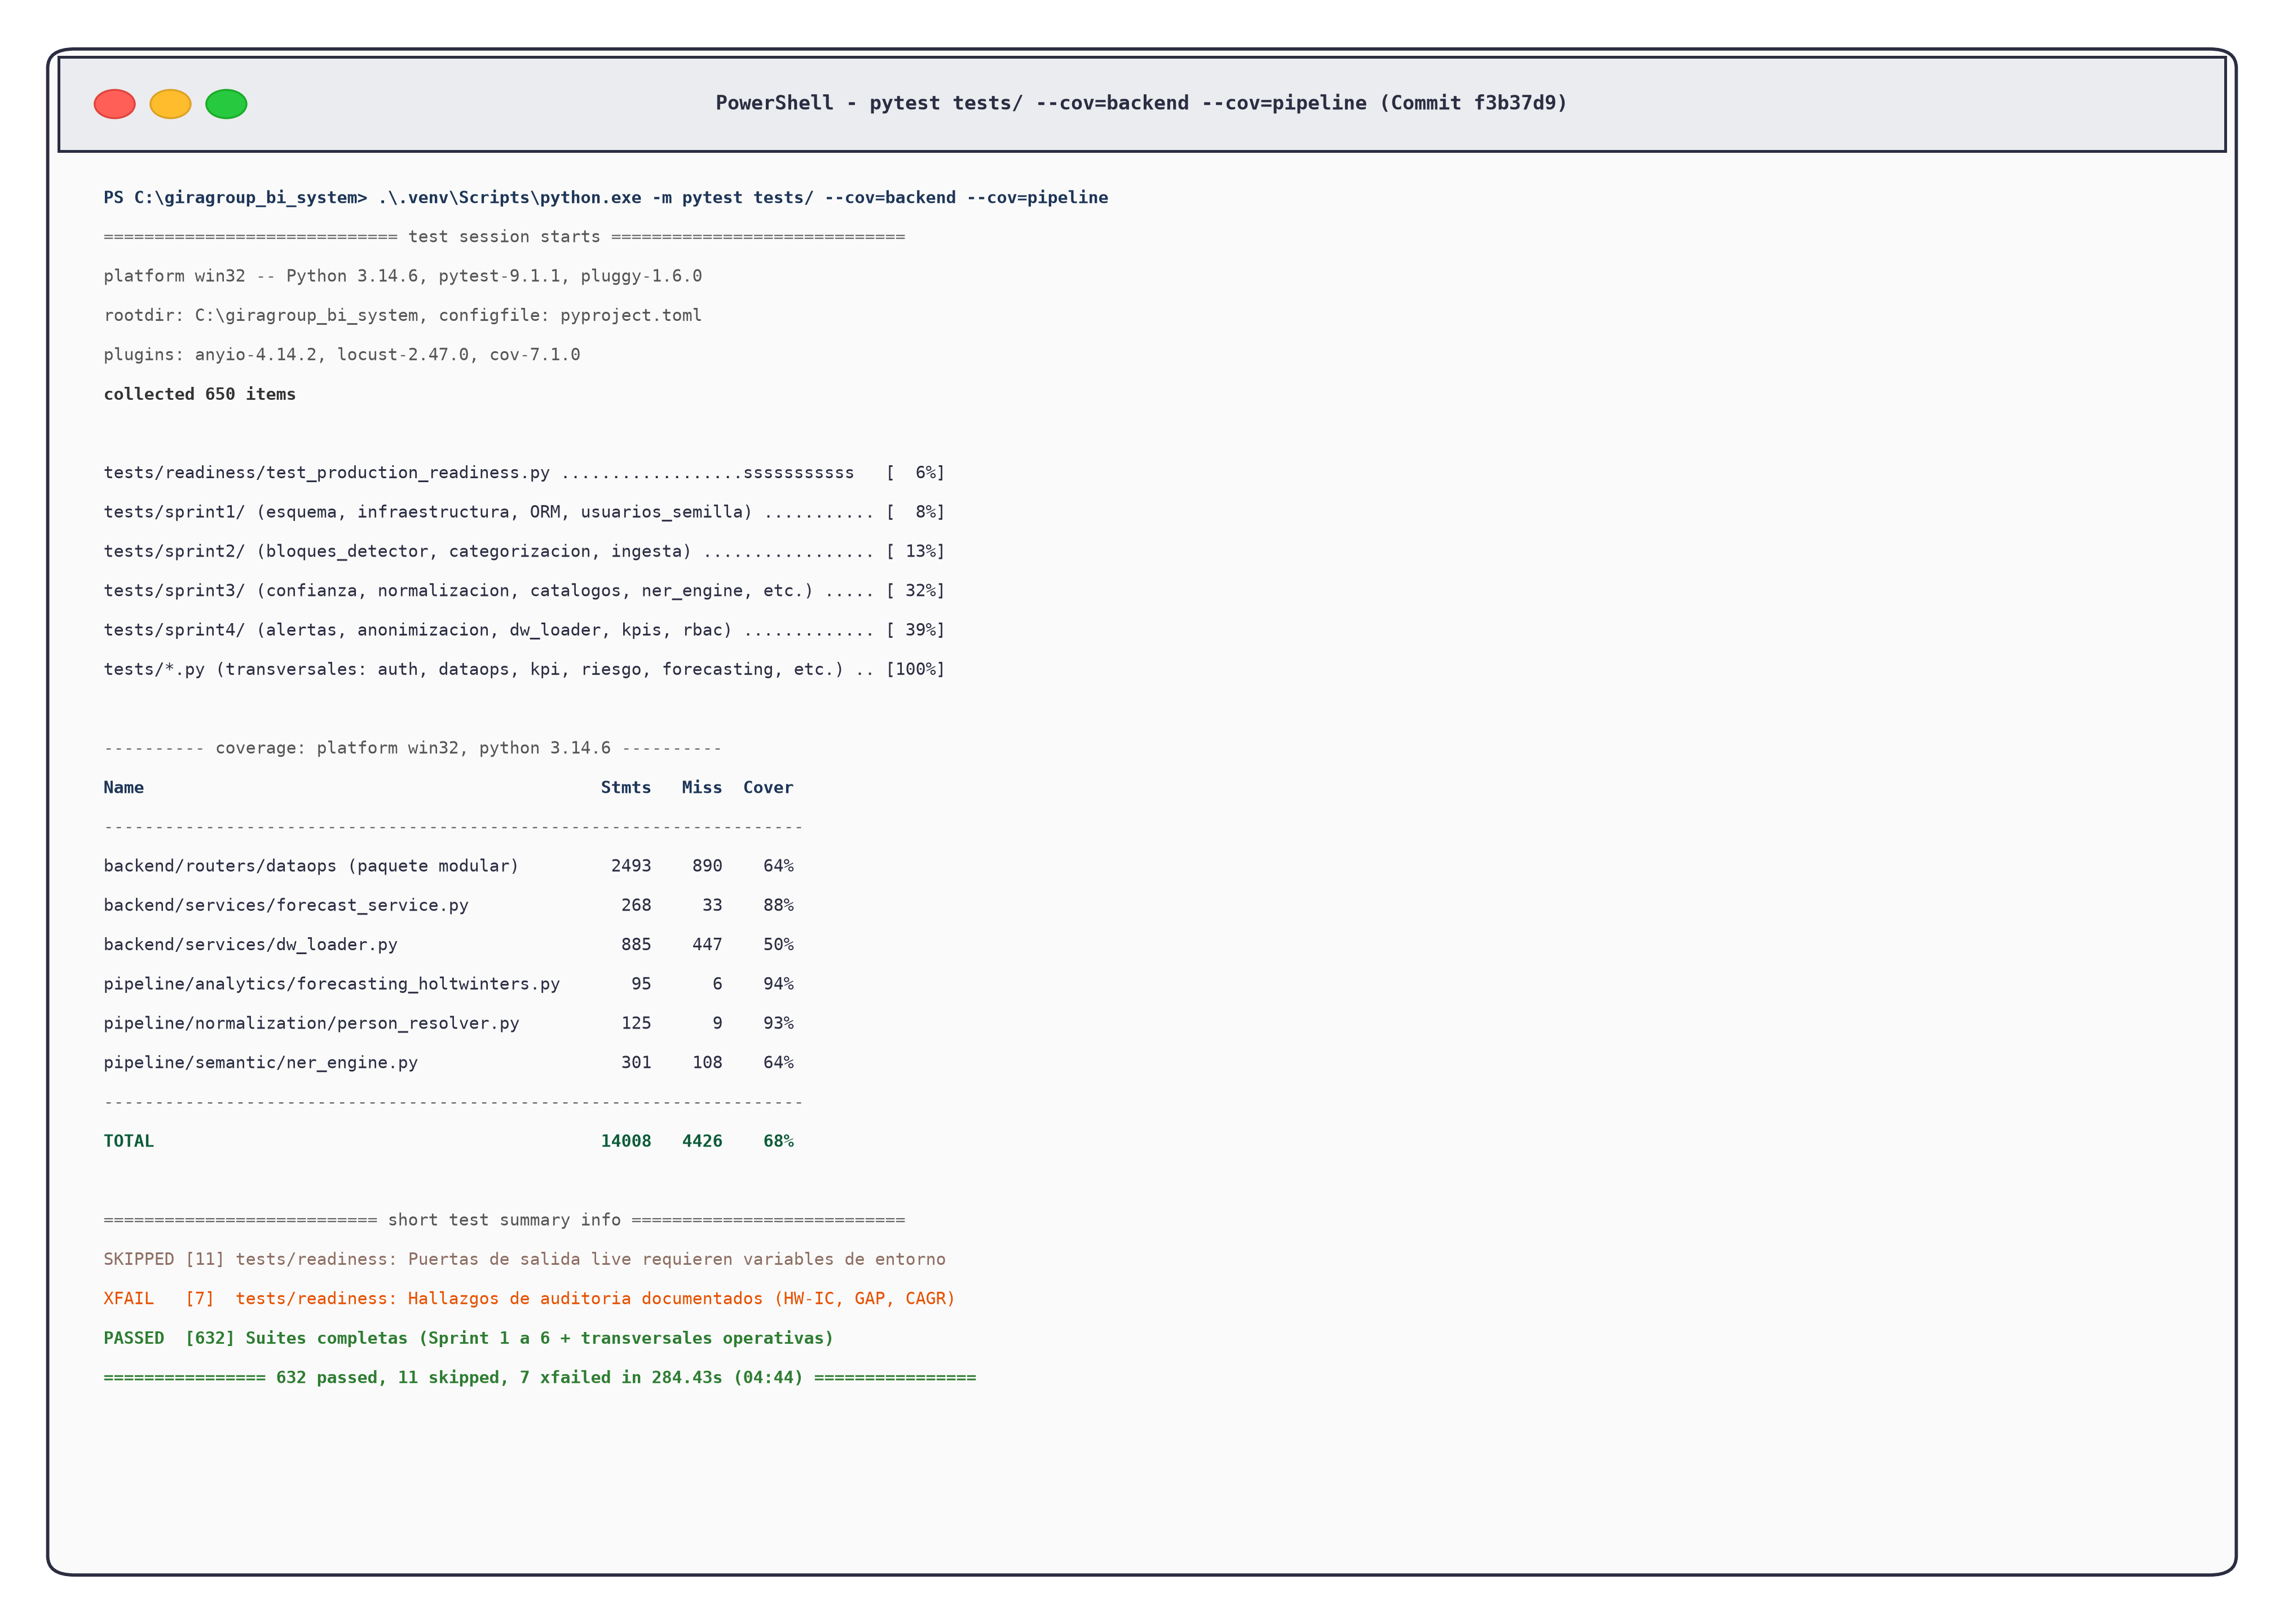 PowerShell - pytest tests/ --cov=backend --cov=pipeline (Commit f3b37d9)
PS C:\giragroup_bi_system> .\.venv\Scripts\python.exe -m pytest tests/ --cov=backend --cov=pipeline
============================= test session starts =============================
platform win32 -- Python 3.14.6, pytest-9.1.1, pluggy-1.6.0
rootdir: C:\giragroup_bi_system, configfile: pyproject.toml
plugins: anyio-4.14.2, locust-2.47.0, cov-7.1.0
collected 650 items
tests/readiness/test_production_readiness.py ..................sssssssssss   [  6%]
tests/sprint1/ (esquema, infraestructura, ORM, usuarios_semilla) ........... [  8%]
tests/sprint2/ (bloques_detector, categorizacion, ingesta) ................. [ 13%]
tests/sprint3/ (confianza, normalizacion, catalogos, ner_engine, etc.) ..... [ 32%]
tests/sprint4/ (alertas, anonimizacion, dw_loader, kpis, rbac) ............. [ 39%]
tests/*.py (transversales: auth, dataops, kpi, riesgo, forecasting, etc.) .. [100%]
---------- coverage: platform win32, python 3.14.6 ----------
Name                                             Stmts   Miss  Cover
---------------------------------------------------------------------
backend/routers/dataops (paquete modular)         2493    890    64%
backend/services/forecast_service.py               268     33    88%
backend/services/dw_loader.py                      885    447    50%
pipeline/analytics/forecasting_holtwinters.py       95      6    94%
pipeline/normalization/person_resolver.py          125      9    93%
pipeline/semantic/ner_engine.py                    301    108    64%
---------------------------------------------------------------------
TOTAL                                            14008   4426    68%
=========================== short test summary info ===========================
SKIPPED [11] tests/readiness: Puertas de salida live requieren variables de entorno
XFAIL   [7]  tests/readiness: Hallazgos de auditoria documentados (HW-IC, GAP, CAGR)
PASSED  [632] Suites completas (Sprint 1 a 6 + transversales operativas)
================ 632 passed, 11 skipped, 7 xfailed in 284.43s (04:44) ================